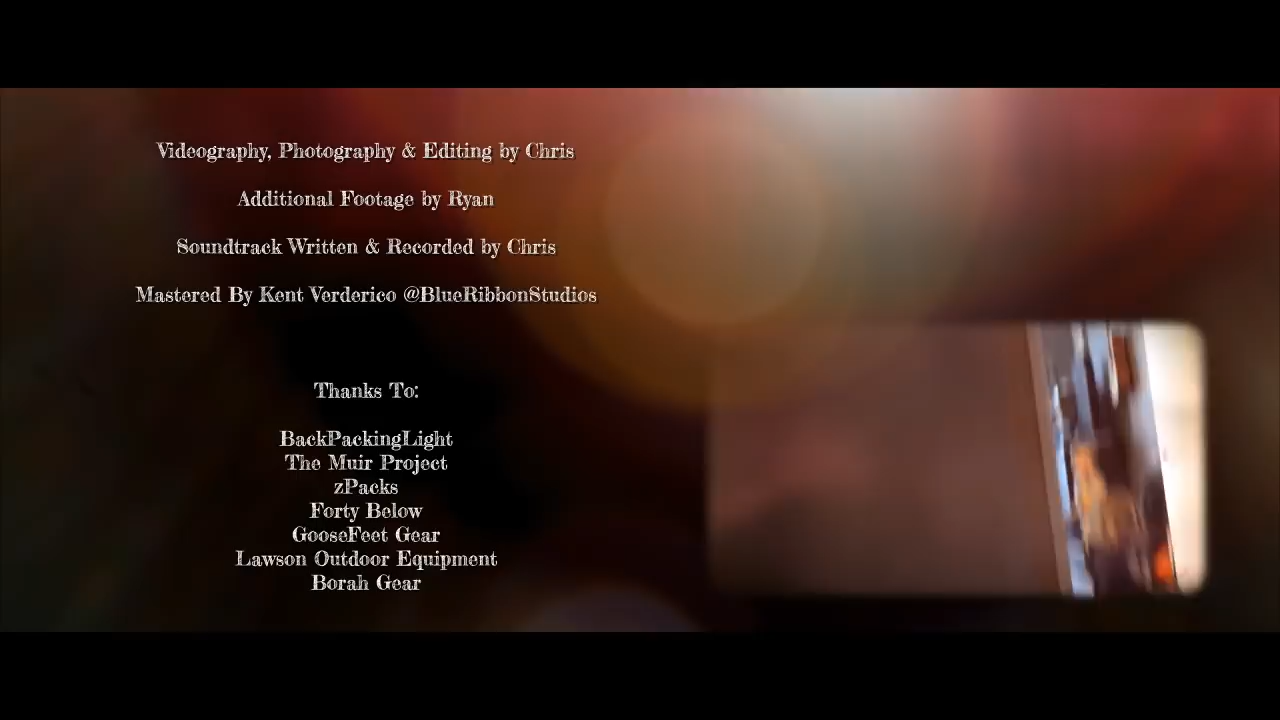 Videography, Photography & Editing by Chris
Additional Footage by Ryan
Soundtrack Written & Recorded by Chris
Mastered By Kent Verderico @BlueRibbonStudios
Thanks To:
BackPackingLight
The Muir Project
zPacks
Forty Below
GooseFeet Gear
Lawson Outdoor Equipment
Borah Gear